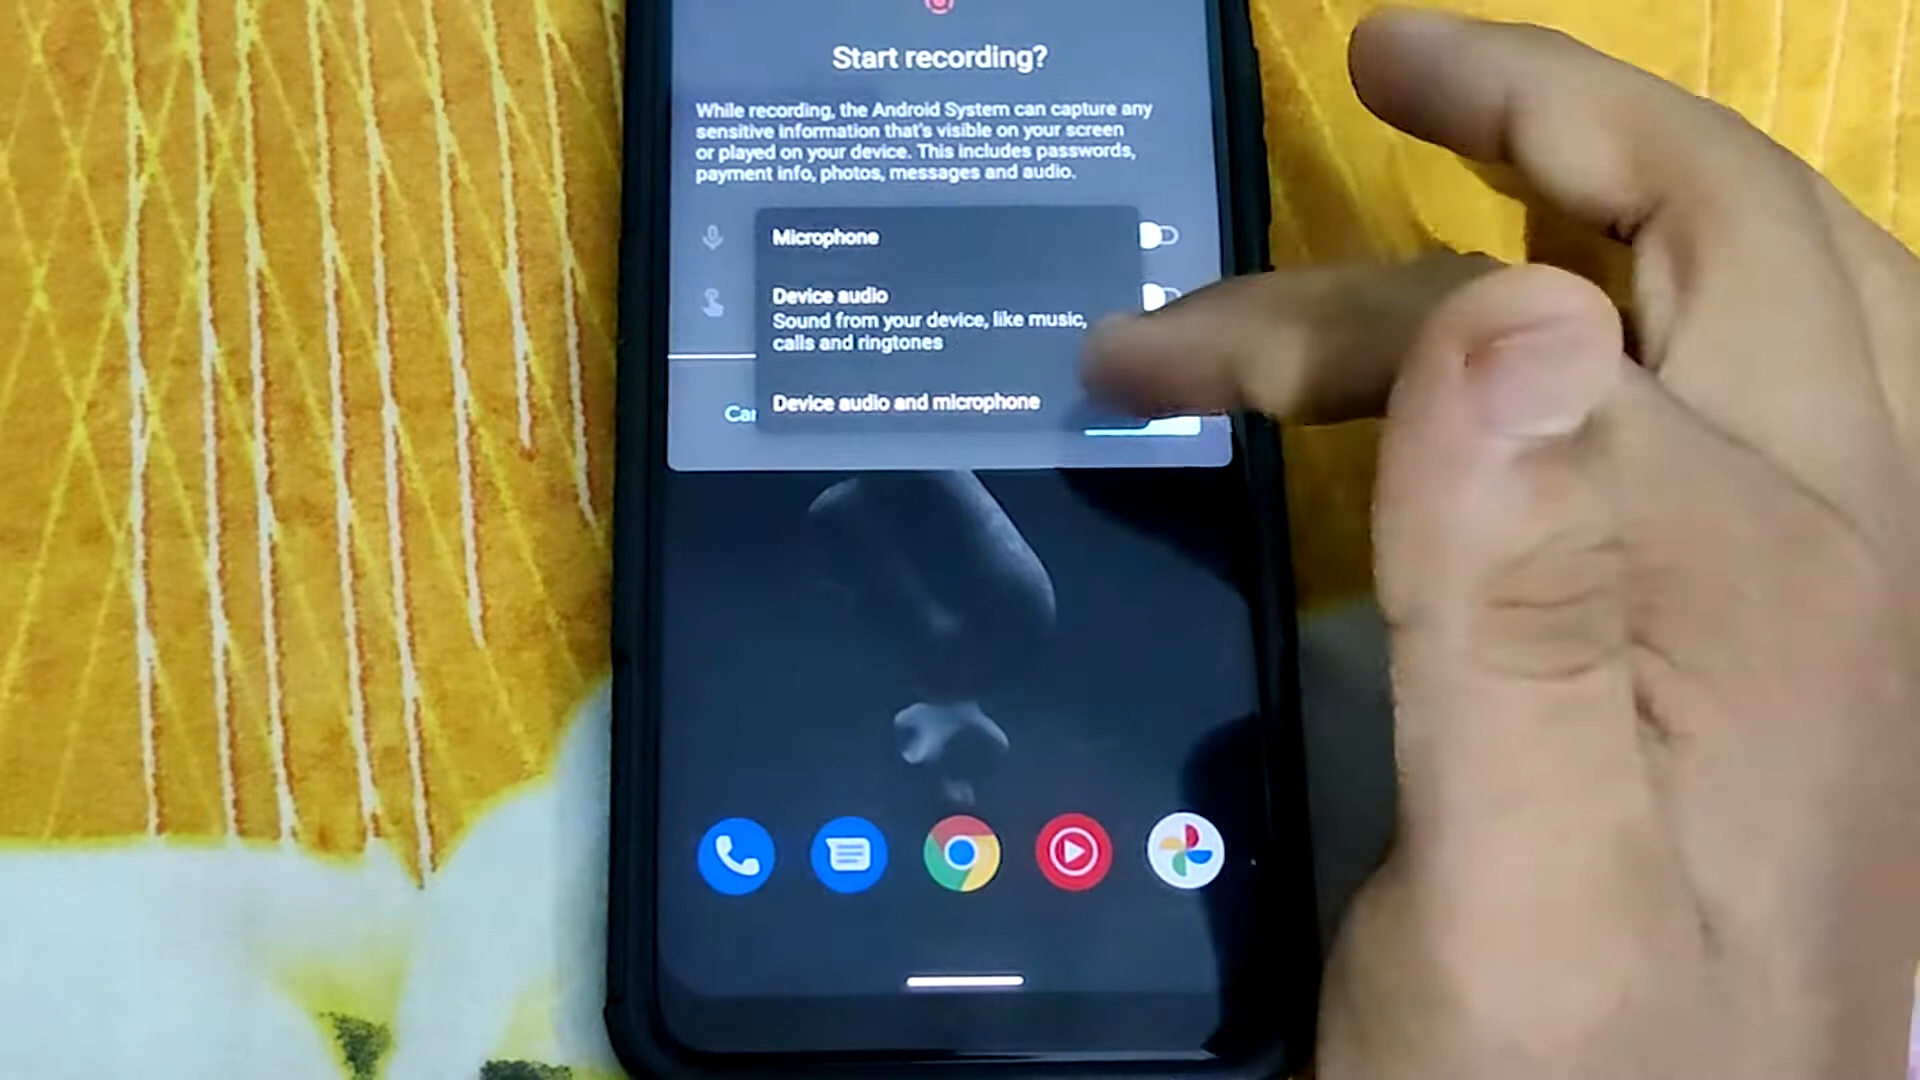 Start recording?
While recording, the Android System can capture any
sensitive information that's visible on your screen
or played on your device. This includes passwords,
payment info, photos, messages and audio.
Microphone
Device audio
Sound from your device, like music,
calls and ringtones
Device audio and microphone